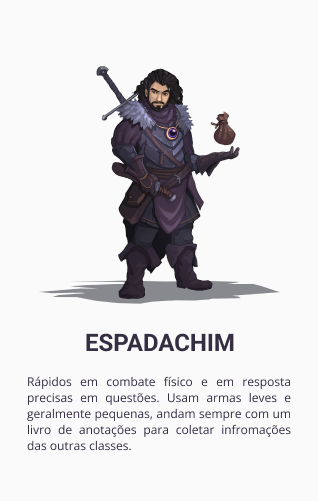 ESPADACHIM
Rápidos em combate físico e em resposta
precisas em questões. Usam armas leves e
geralmente pequenas, andam sempre com um
livro de anotações para coletar infromações
das outras classes.